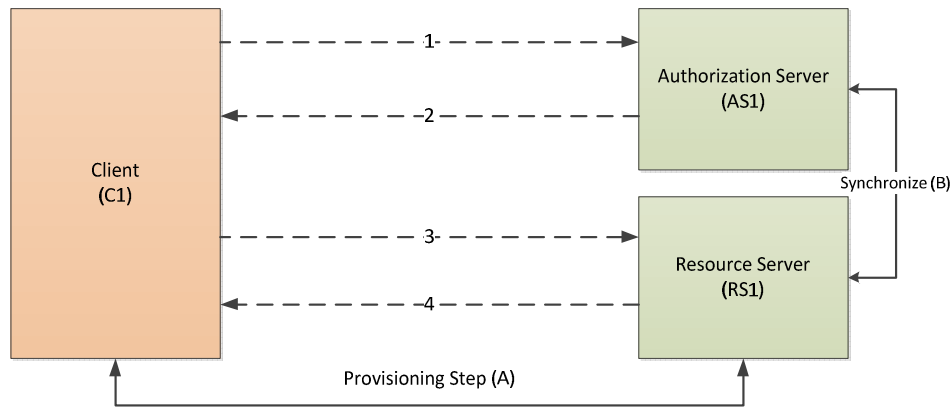 1
Authorization Server
(AS1)
2
Client
(C1)
Synchronize (B)
3
Resource Server
(RS1)
4
Provisioning Step (A)